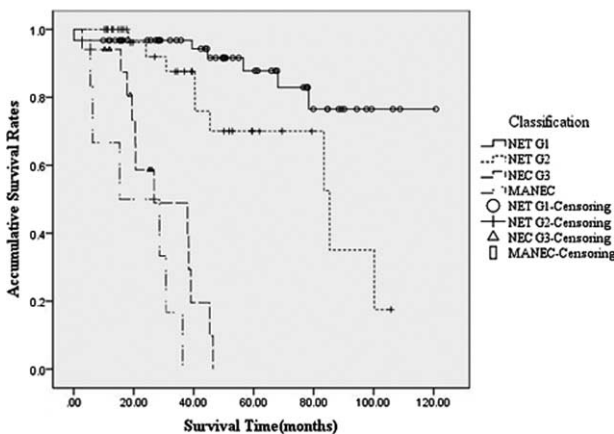 Accumulative Survival Rates
1.0
0.8
0.6
0.4
0.2
0.0
.00
20.00
40.00
60.00
80.00
100.00
120.00
Survival Time(months)
Classification
NET G1
NET G2
NEC G3
MANEC
NET G1-Censoring
NET G2-Censoring
NEC G3-Censoring
MANEC-Censoring